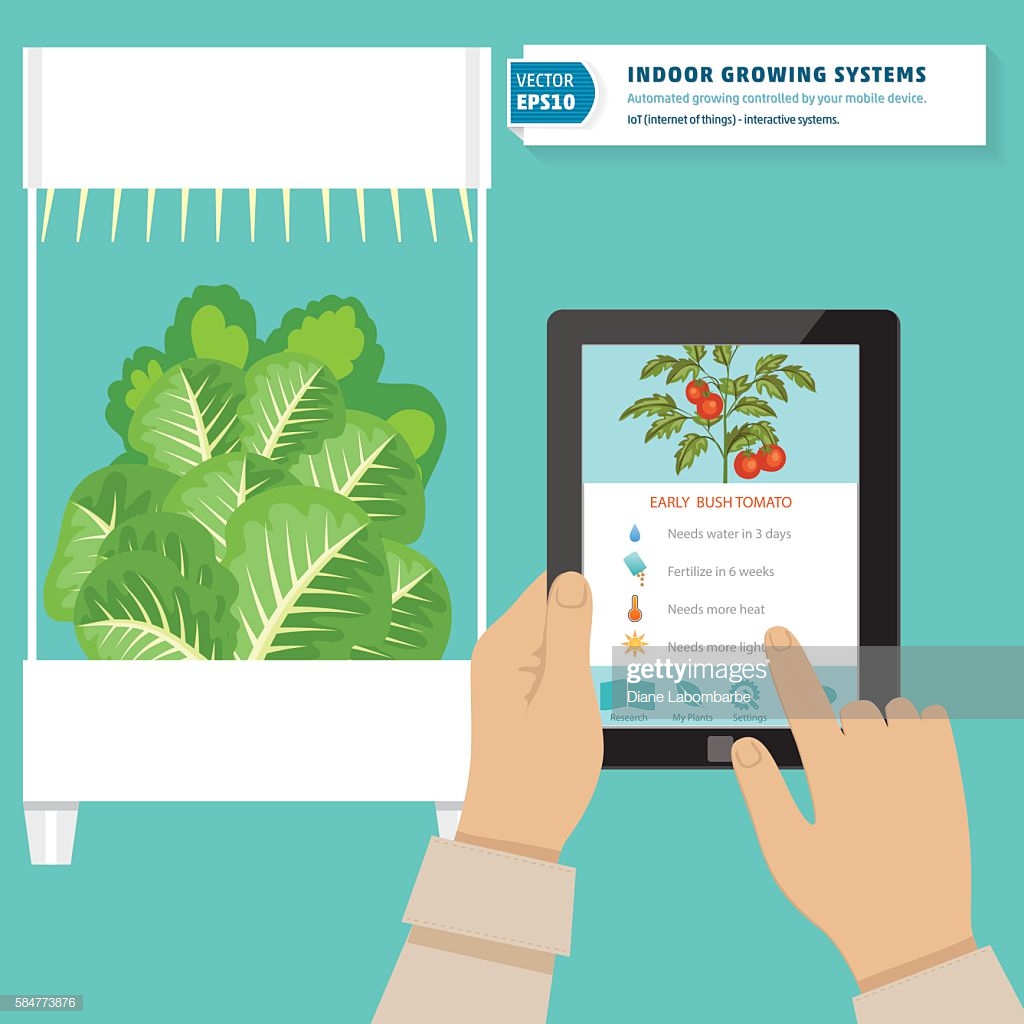 VECTOR
EPS10
INDOOR GROWING SYSTEMS
Automated growing controlled by your mobile device.
IoT (internet of things) - interactive systems.
EARLY BUSH TOMATO
Needs water in 3 days
Fertilize in 6 weeks
Needs more heat
Needs more light
gettyimages
Diane Labombarbe
Research
My Plants
Settings
584773876